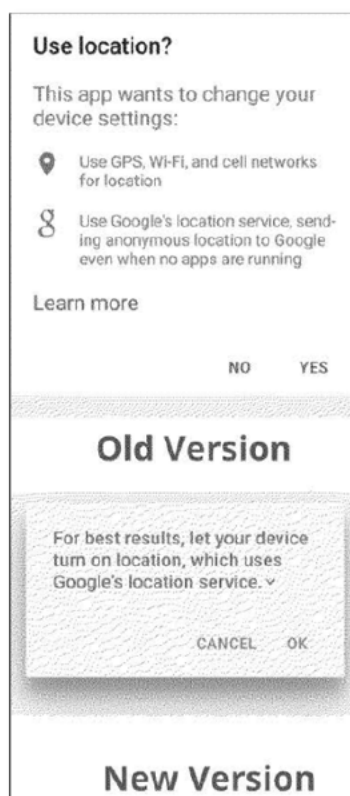 Use location?
This app wants to change your
device settings:
Use GPS, Wi-Fi, and cell networks
for location
Use Google's location service, send-
ing anonymous location to Google
even when no apps are running
Learn more
NO YES
Old Version
For best results, let your device
turn on location, which uses
Google's location service.
CANCEL OK
New Version